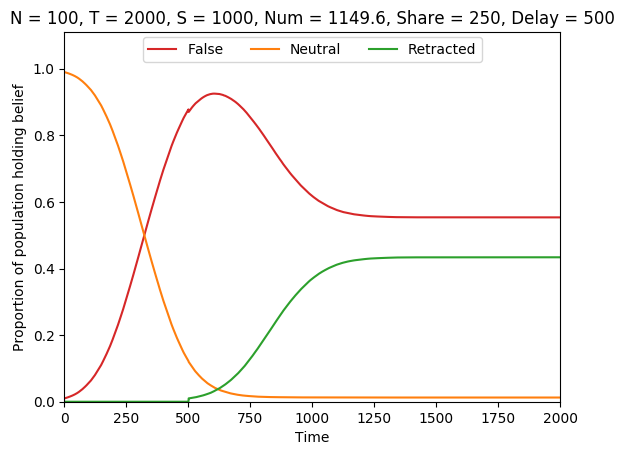 N = 100, T = 2000, S = 1000, Num = 1149.6, Share = 250, Delay = 500
False Neutral Retracted
1.0
0.8
0.6
0.4
0.2
0.0
Proportion of population holding belief
0 250 500 750 1000 1250 1500 1750 2000
Time